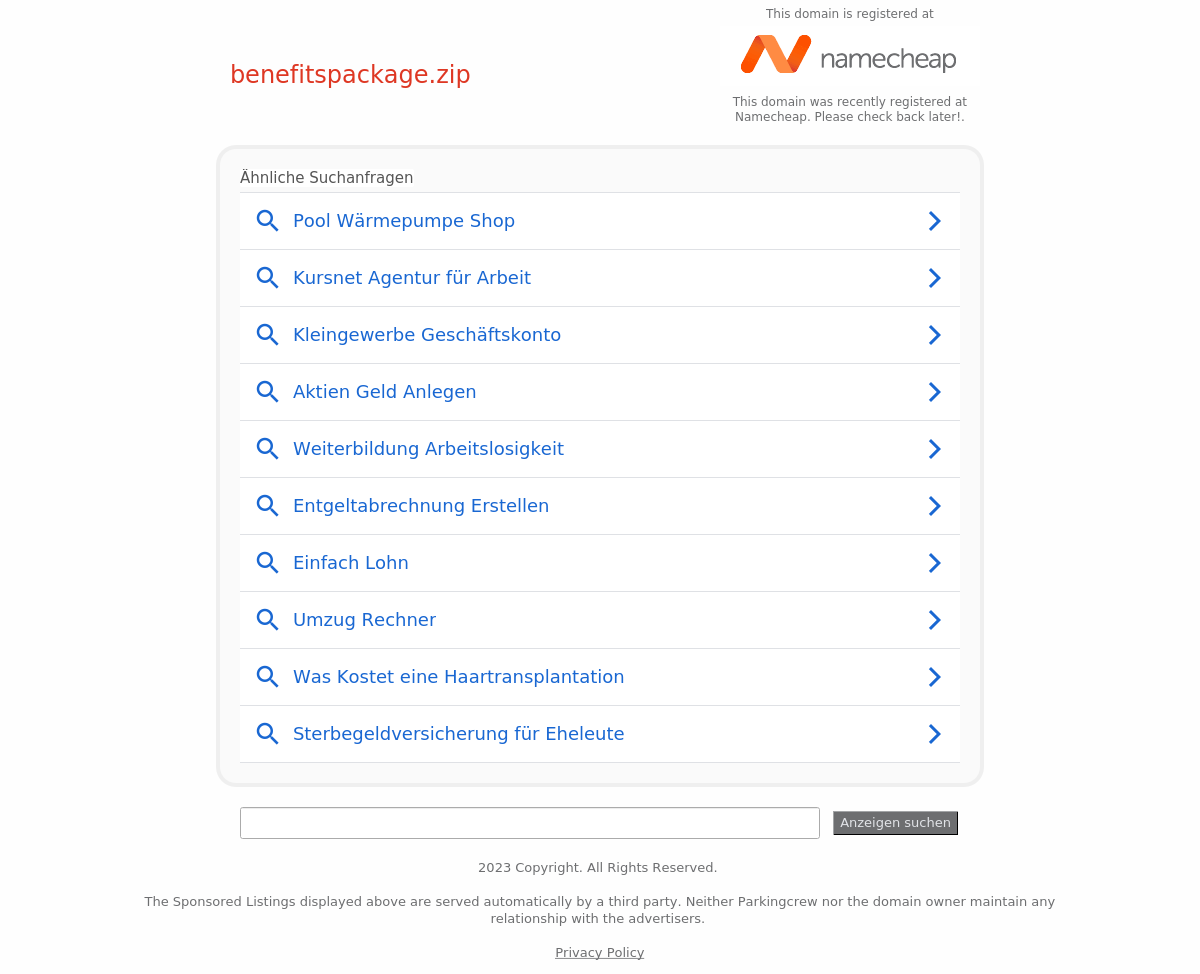 This domain is registered at
namecheap
benefitspackage.zip
This domain was recently registered at
Namecheap. Please check back later!.
Ähnliche Suchanfragen
Pool Wärmepumpe Shop
Kursnet Agentur für Arbeit
Kleingewerbe Geschäftskonto
Aktien Geld Anlegen
Weiterbildung Arbeitslosigkeit
Entgeltabrechnung Erstellen
Einfach Lohn
Umzug Rechner
Was Kostet eine Haartransplantation
Sterbegeldversicherung für Eheleute
Anzeigen suchen
2023 Copyright. All Rights Reserved.
The Sponsored Listings displayed above are served automatically by a third party. Neither Parkingcrew nor the domain owner maintain any
relationship with the advertisers.
Privacy Policy